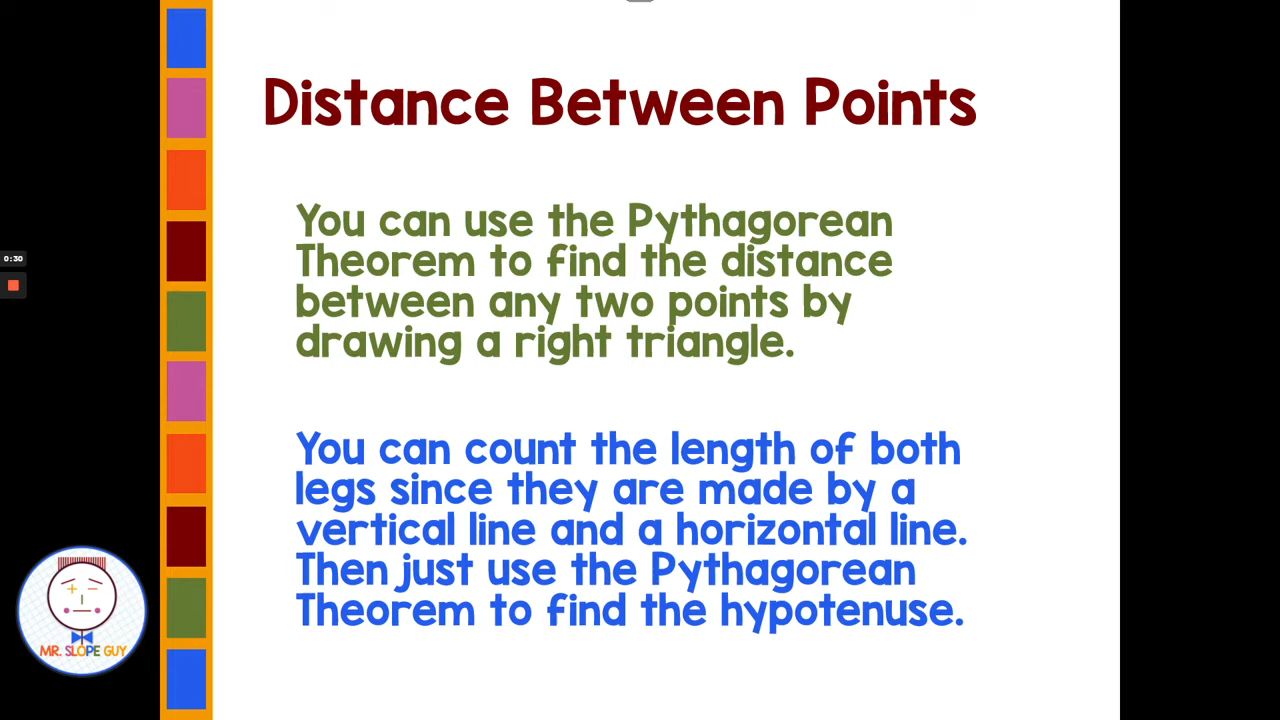 Distance Between Points
You can use the Pythagorean
Theorem to find the distance
between any two points by
drawing a right triangle.
You can count the length of both
legs since they are made by a
vertical line and a horizontal line.
Then just use the Pythagorean
Theorem to find the hypotenuse.
0:30
MR. SLOPE GUY